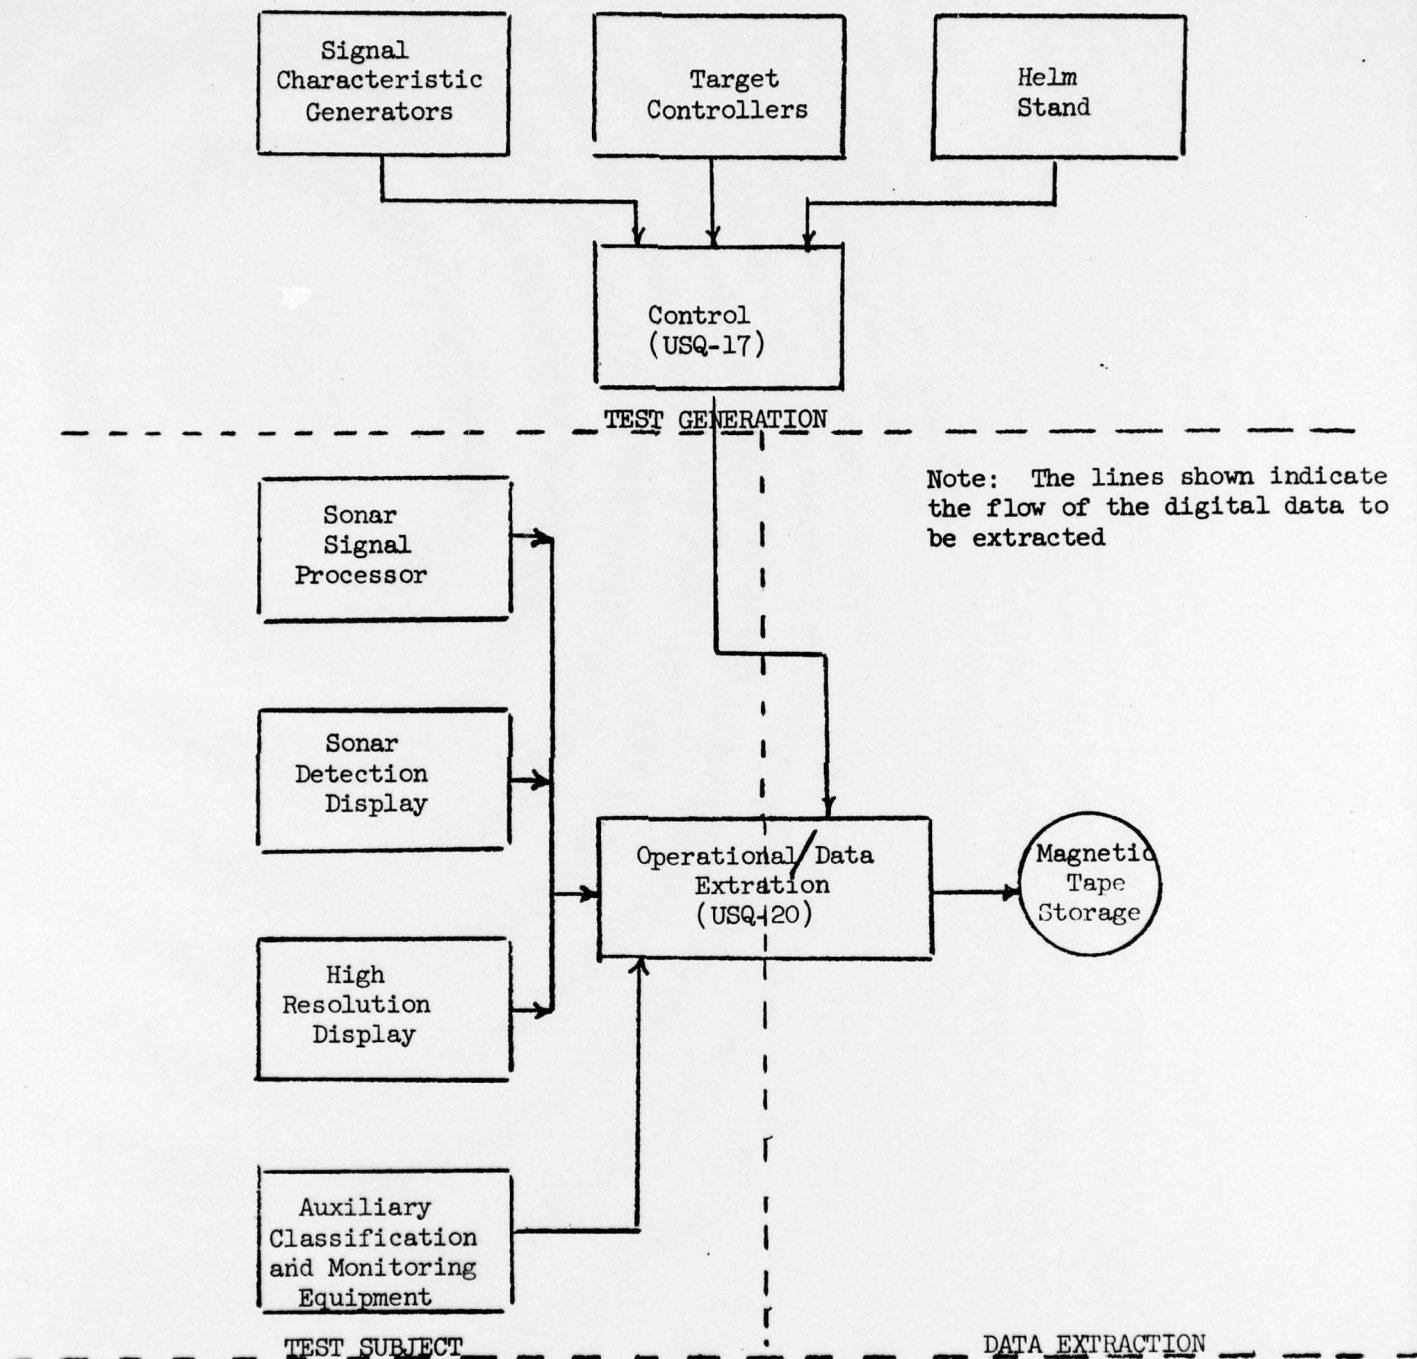 Signal
Characteristic
Generators
Target
Controllers
Helm
Stand
Control
(USQ-17)
TEST GENERATION
Note: The lines shown indicate
the flow of the digital data to
be extracted
Sonar
Signal
Processor
Sonar
Detection
Display
Operational/Data
Extration
(USQ-20)
Magnetic
Tape
Storage
High
Resolution
Display
Auxiliary
Classification
and Monitoring
Equipment
TEST SUBJECT
DATA EXTRACTION